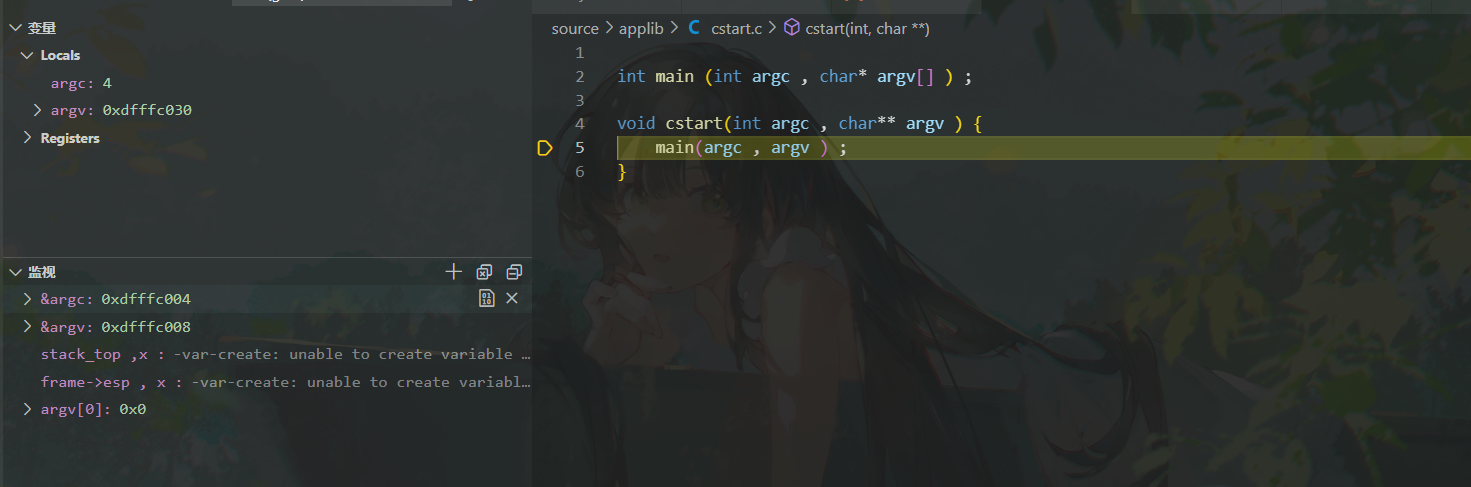 变量
Locals
argc: 4
argv: 0xdfffc030
Registers
监视
&argc: 0xdfffc004
&argv: 0xdfffc008
stack_top ,x : -var-create: unable to create variable …
frame->esp , x : -var-create: unable to create variabl…
argv[0]: 0x0
source > applib > C cstart.c > cstart(int, char **)
1
2 int main (int argc , char* argv[] ) ;
3
4 void cstart(int argc , char** argv ) {
5 main(argc , argv ) ;
6 }